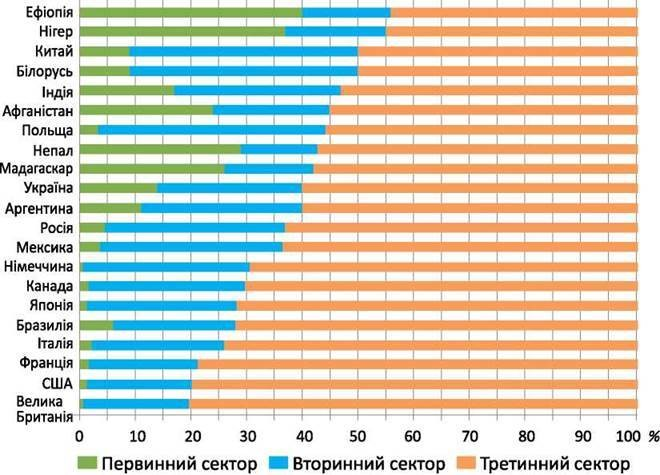 Ефіопія
Нігер
Китай
Білорусь
Індія
Афганістан
Польща
Непал
Мадагаскар
Україна
Аргентина
Росія
Мексика
Німеччина
Канада
Японія
Бразилія
Італія
Франція
США
Велика
Британія
0 10 20 30 40 50 60 70 80 90 100 %
Первинний сектор Вторинний сектор Третинний сектор